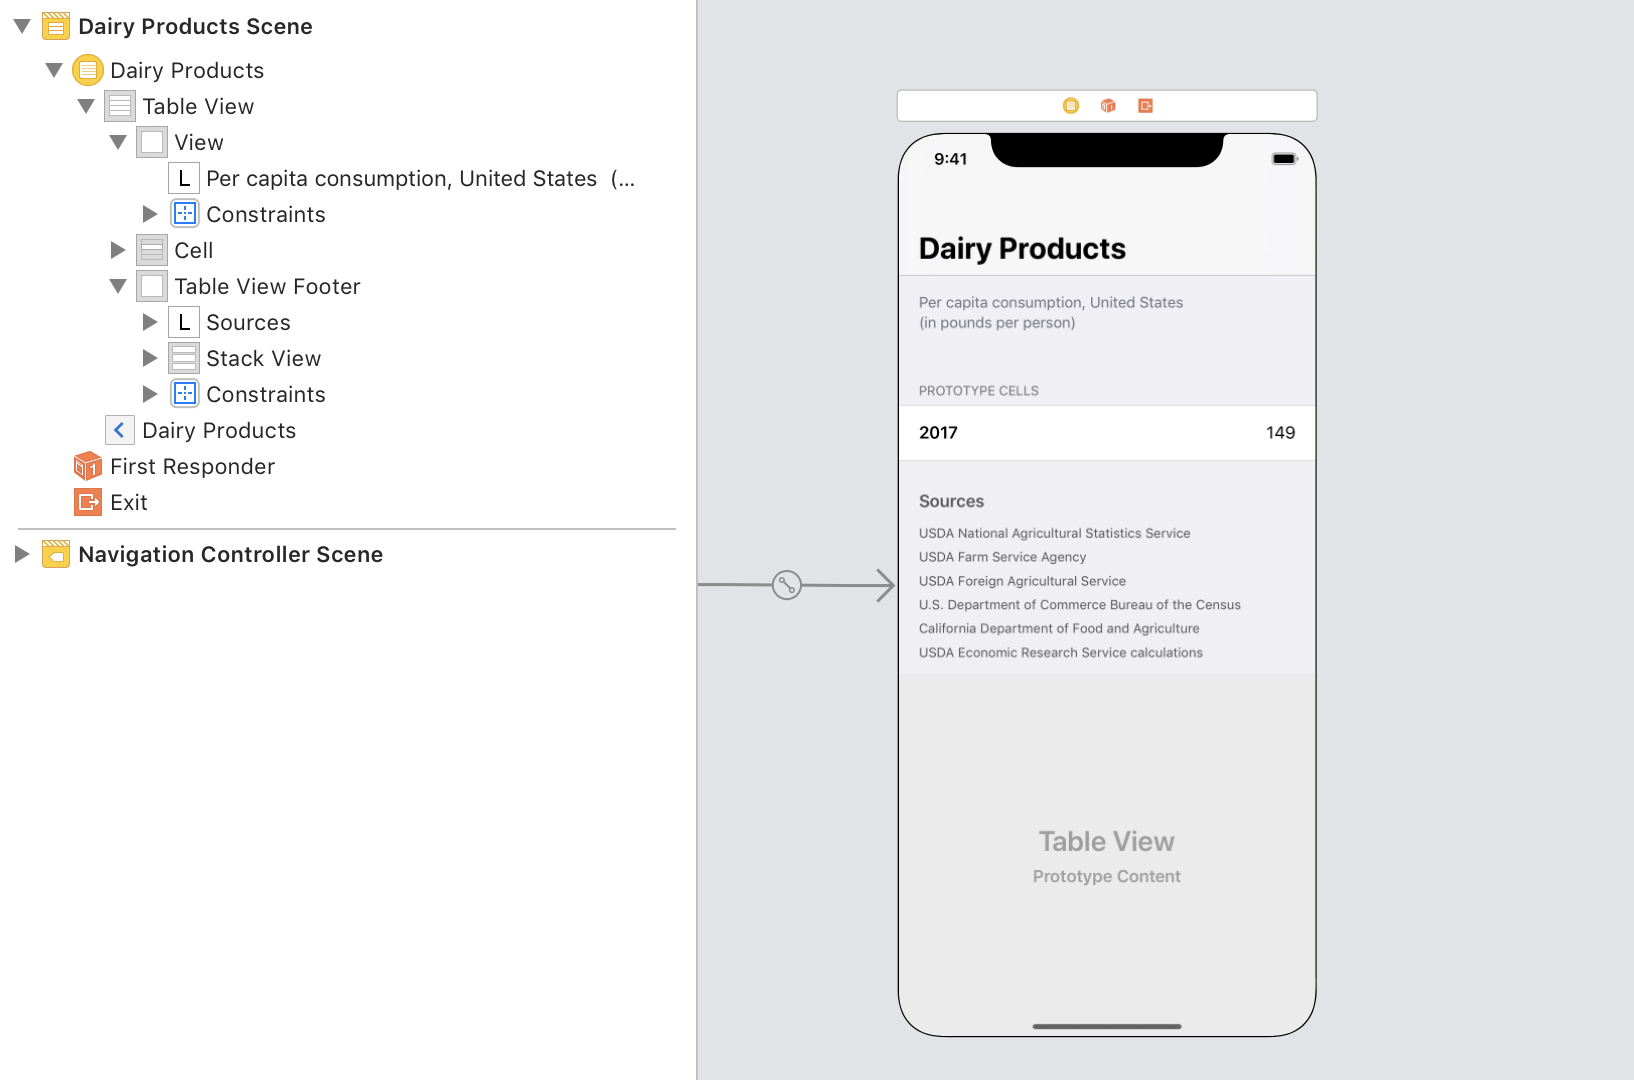 Dairy Products Scene
Dairy Products
Table View
View
L Per capita consumption, United States (...
Constraints
Cell
Table View Footer
L Sources
Stack View
Constraints
Dairy Products
1 First Responder
Exit
Navigation Controller Scene
1
9:41
Dairy Products
Per capita consumption, United States
(in pounds per person)
PROTOTYPE CELLS
2017 149
Sources
USDA National Agricultural Statistics Service
USDA Farm Service Agency
USDA Foreign Agricultural Service
U.S. Department of Commerce Bureau of the Census
California Department of Food and Agriculture
USDA Economic Research Service calculations
Table View
Prototype Content